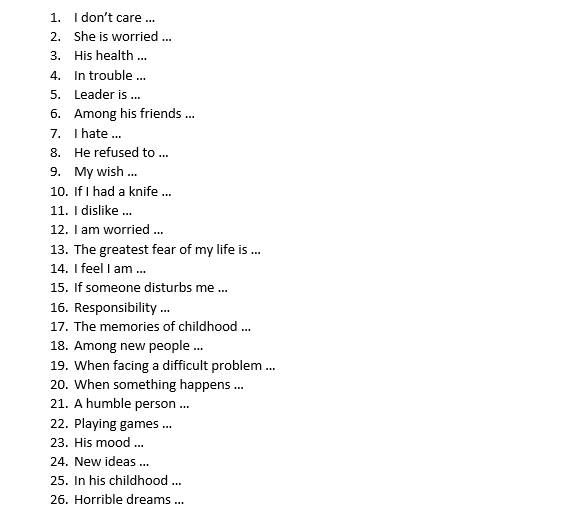 1. I don’t care …
2. She is worried …
3. His health …
4. In trouble …
5. Leader is …
6. Among his friends …
7. I hate …
8. He refused to …
9. My wish …
10. If I had a knife …
11. I dislike …
12. I am worried …
13. The greatest fear of my life is …
14. I feel I am …
15. If someone disturbs me …
16. Responsibility …
17. The memories of childhood …
18. Among new people …
19. When facing a difficult problem …
20. When something happens …
21. A humble person …
22. Playing games …
23. His mood …
24. New ideas …
25. In his childhood …
26. Horrible dreams …